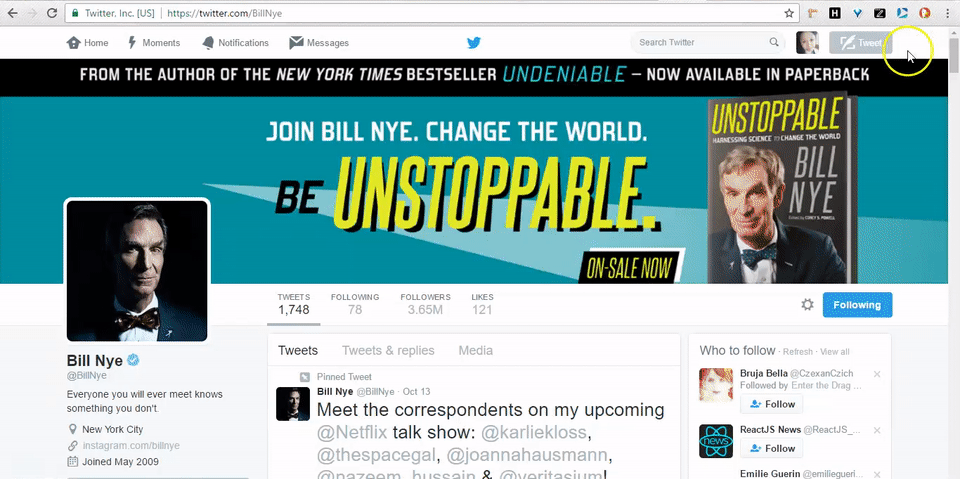 Twitter, Inc. [US] https://twitter.com/BillNye
Home Moments Notifications Messages Search Twitter Tweet
FROM THE AUTHOR OF THE NEW YORK TIMES BESTSELLER UNDENIABLE – NOW AVAILABLE IN PAPERBACK
JOIN BILL NYE. CHANGE THE WORLD.
BE UNSTOPPABLE.
ON-SALE NOW
UNSTOPPABLE
HARNESSING SCIENCE TO CHANGE THE WORLD
BILL
NYE
Edited by COREY S. POWELL
TWEETS FOLLOWING FOLLOWERS LIKES
1,748 78 3.65M 121
Following
Bill Nye
@BillNye
Everyone you will ever meet knows
something you don't
New York City
instagram.com/billnye
Joined May 2009
Tweets Tweets & replies Media
Pinned Tweet
Bill Nye @BillNye · Oct 13
Meet the correspondents on my upcoming
@Netflix talk show: @karliekloss,
@thespacegal, @joannahausmann,
@nazeem_hussain & @veritasium!
Who to follow · Refresh · View all
Bruja Bella @CzexanCzich
Followed by Enter the Drag ...
Follow
news
ReactJS News @ReactJS_...
Follow
Emilie Guerin @emiliegueri...